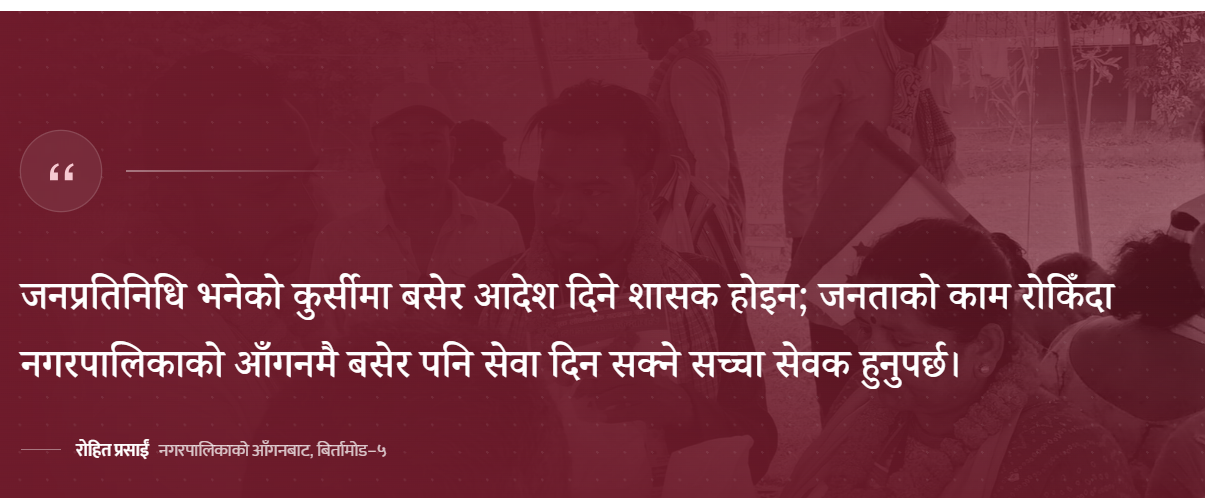 “
जनप्रतिनिधि भनेको कुर्सीमा बसेर आदेश दिने शासक होइन; जनताको काम रोकिँदा
नगरपालिकाको आँगनमै बसेर पनि सेवा दिन सक्ने सच्चा सेवक हुनुपर्छ।
रोहित प्रसाईं नगरपालिकाको आँगनबाट, बिर्तामोड–५